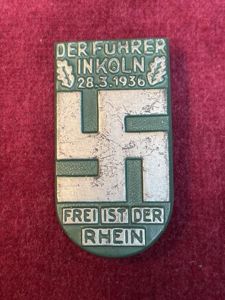 DER FÜHRER
IN KÖLN
28.3.1936
FREI IST DER
RHEIN